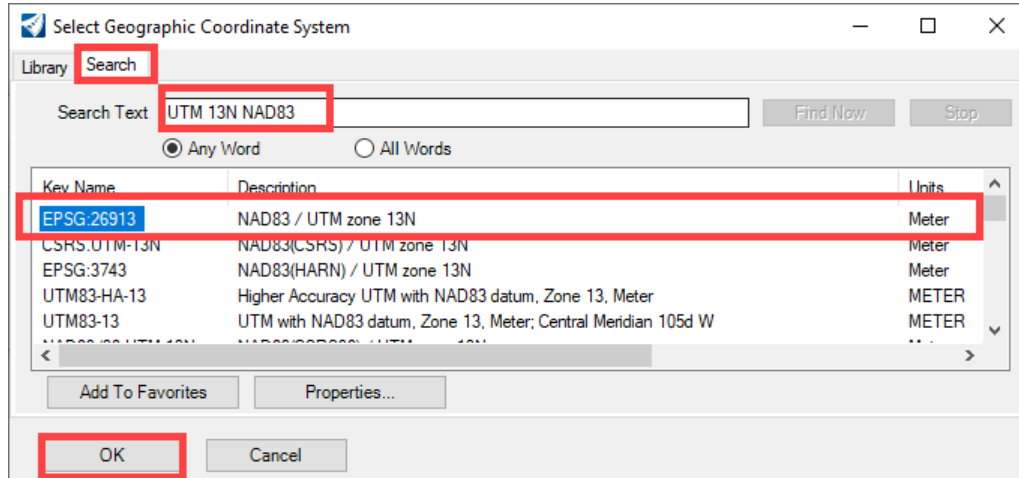 Select Geographic Coordinate System
Library Search
Search Text UTM 13N NAD83 Find Now Stop
Any Word All Words
Key Name Description Units
EPSG:26913 NAD83 / UTM zone 13N Meter
CSRS.UTM-13N NAD83(CSRS) / UTM zone 13N Meter
EPSG:3743 NAD83(HARN) / UTM zone 13N Meter
UTM83-HA-13 Higher Accuracy UTM with NAD83 datum, Zone 13, Meter METER
UTM83-13 UTM with NAD83 datum, Zone 13, Meter; Central Meridian 105d W METER
Add To Favorites Properties...
OK Cancel